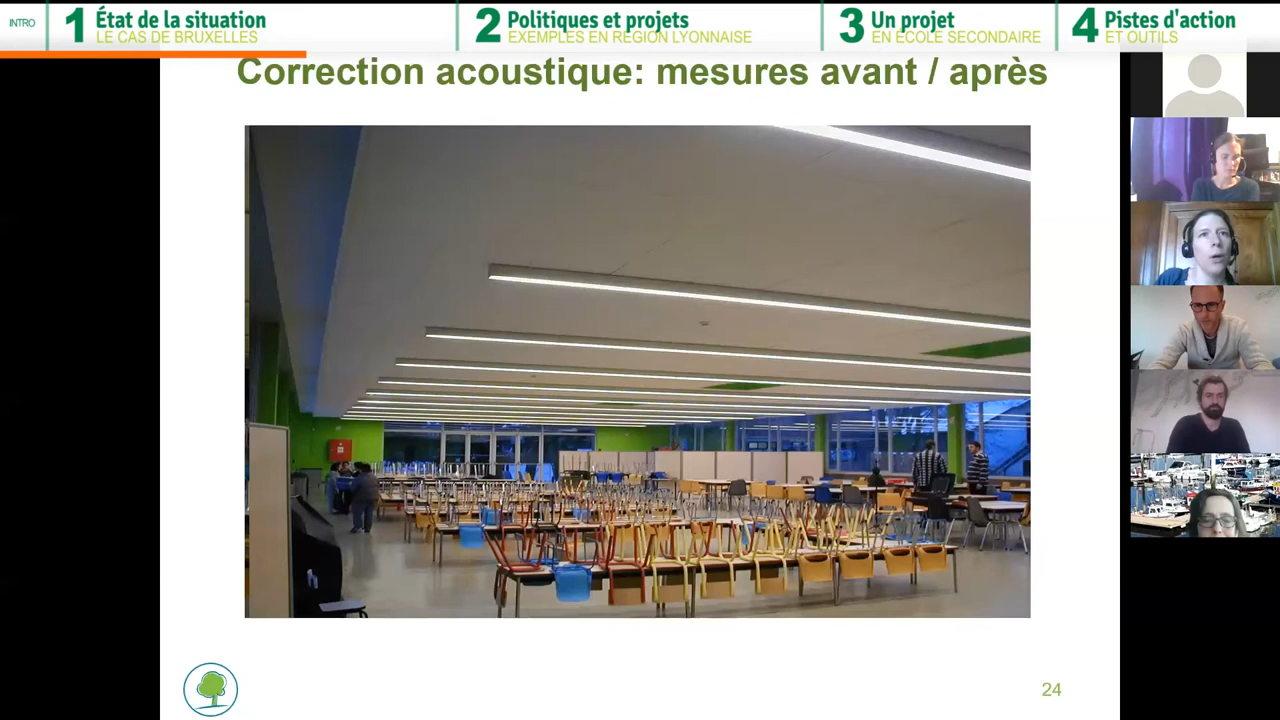 INTRO
1 État de la situation
LE CAS DE BRUXELLES
2 Politiques et projets
EXEMPLES EN RÉGION LYONNAISE
3 Un projet
EN ÉCOLE SECONDAIRE
4 Pistes d'action
ET OUTILS
Correction acoustique: mesures avant / après
24